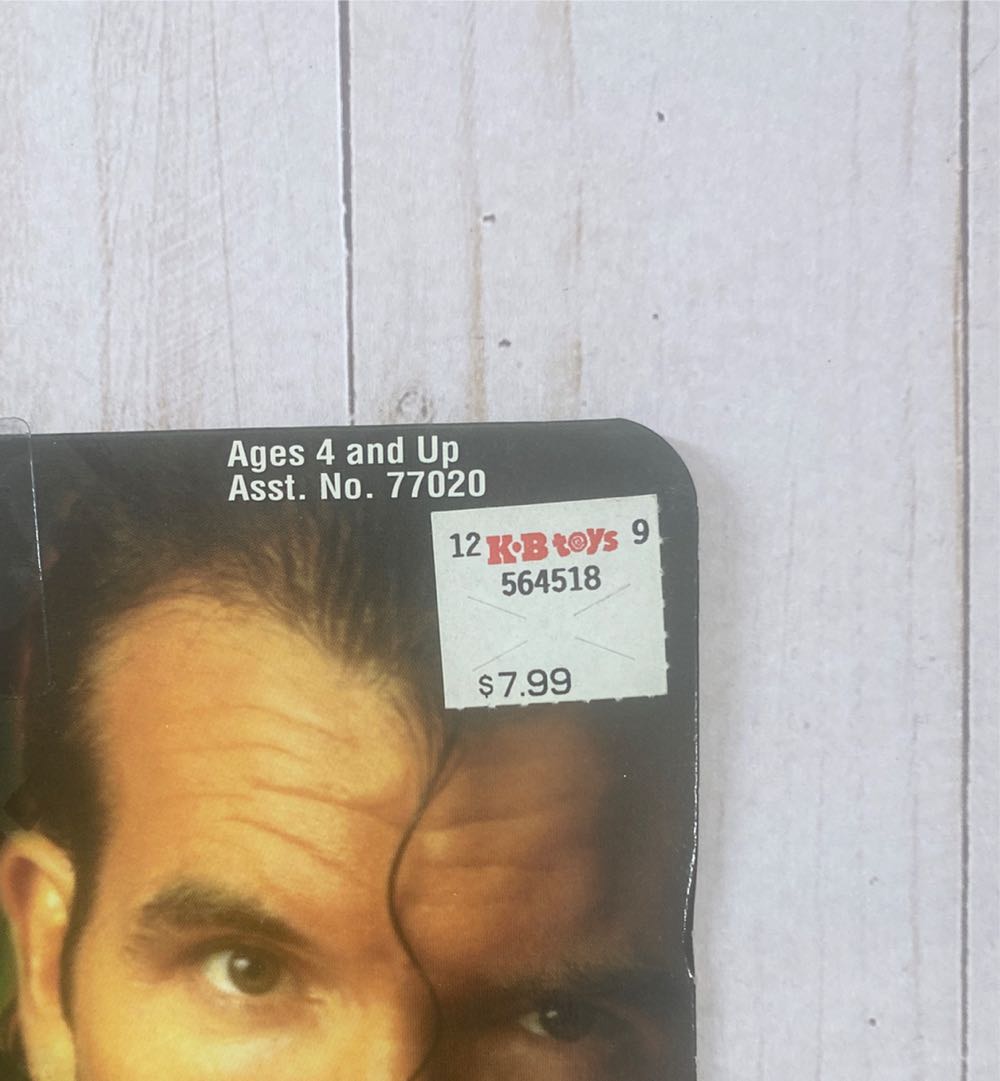 Ages 4 and Up
Asst. No. 77020
12 K·B toys 9
564518
$7.99